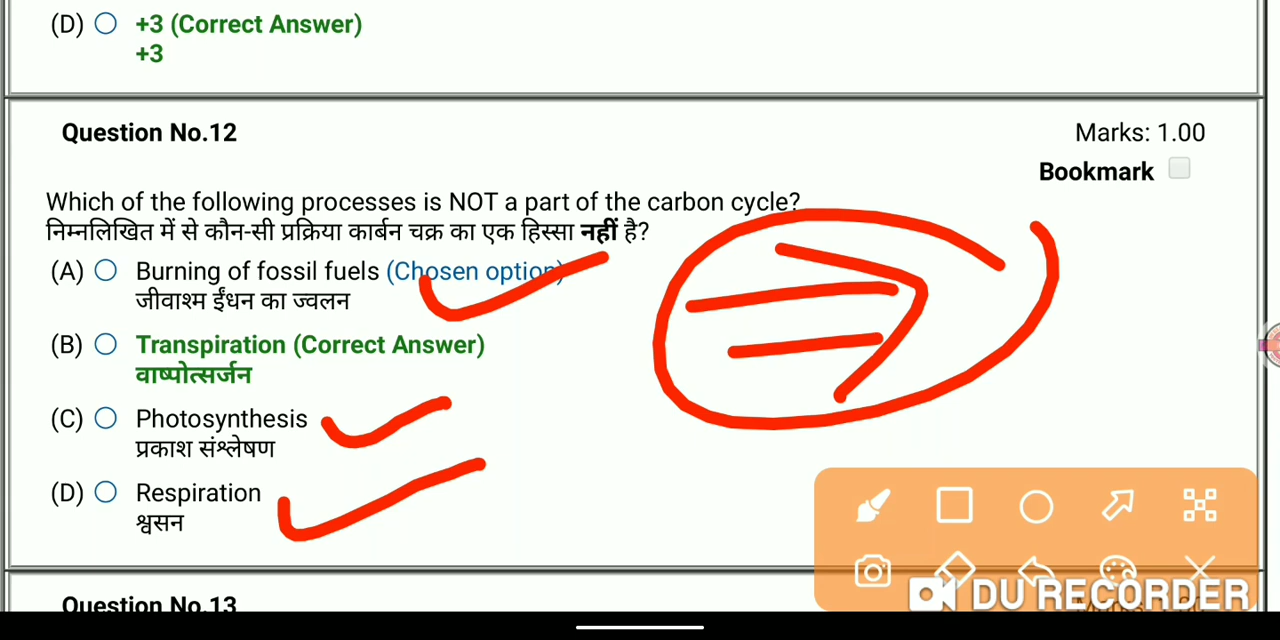 (D) +3 (Correct Answer)
+3
Question No.12
Marks: 1.00
Bookmark
Which of the following processes is NOT a part of the carbon cycle?
निम्नलिखित में से कौन-सी प्रक्रिया कार्बन चक्र का एक हिस्सा नहीं है?
(A) Burning of fossil fuels (Chosen option)
जीवाश्म ईंधन का ज्वलन
(B) Transpiration (Correct Answer)
वाष्पोत्सर्जन
(C) Photosynthesis
प्रकाश संश्लेषण
(D) Respiration
श्वसन
Question No.13
DU RECORDER